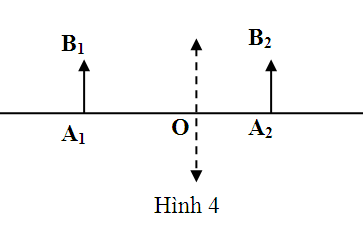 B₁ B₂
A₁ O A₂
Hình 4